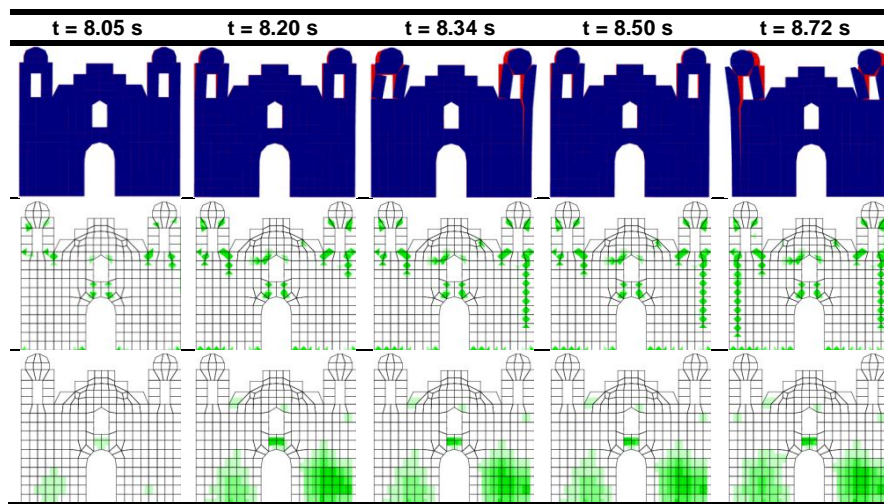 t = 8.05 s t = 8.20 s t = 8.34 s t = 8.50 s t = 8.72 s